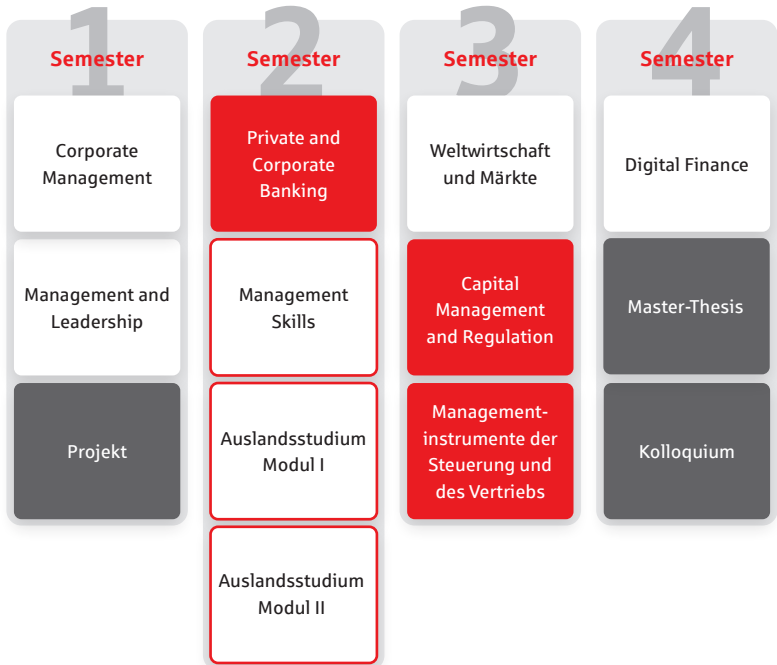 1
Semester
Corporate
Management
Management and
Leadership
Projekt
2
Semester
Private and
Corporate
Banking
Management
Skills
Auslandsstudium
Modul I
Auslandsstudium
Modul II
3
Semester
Weltwirtschaft
und Märkte
Capital
Management
and Regulation
Management-
instrumente der
Steuerung und
des Vertriebs
4
Semester
Digital Finance
Master-Thesis
Kolloquium